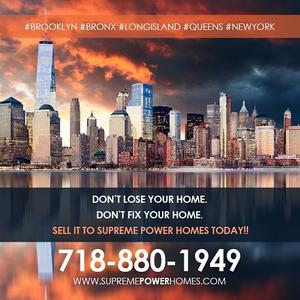 #BROOKLYN #BRONX #LONGISLAND #QUEENS #NEWYORK
DON'T LOSE YOUR HOME.
DON'T FIX YOUR HOME.
SELL IT TO SUPREME POWER HOMES TODAY!!
718-880-1949
WWW.SUPREMEPOWERHOMES.COM